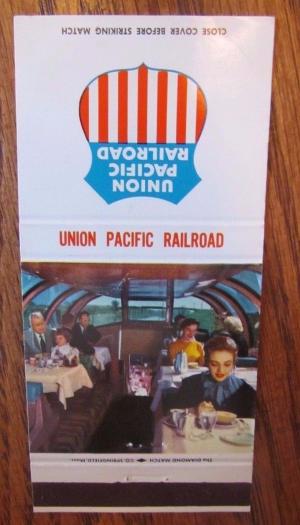 CLOSE COVER BEFORE STRIKING MATCH
UNION
PACIFIC
RAILROAD
UNION PACIFIC RAILROAD
THE DIAMOND MATCH CO. SPRINGFIELD, MASS.